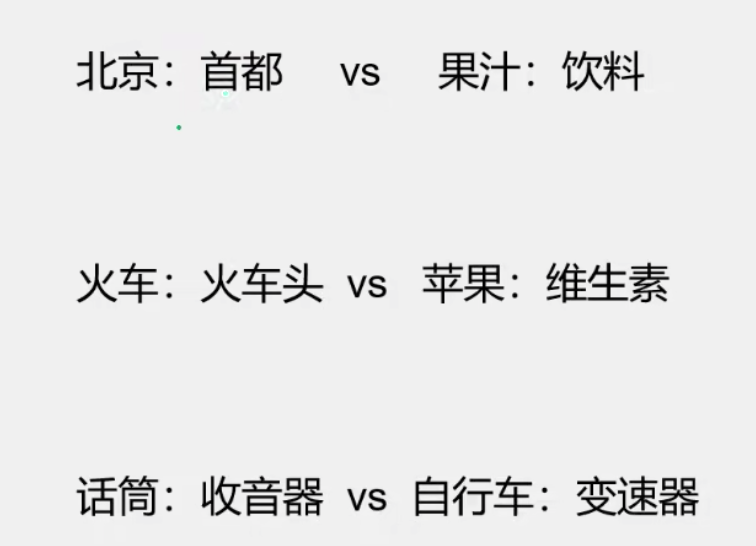 北京：首都 vs 果汁：饮料
火车：火车头 vs 苹果：维生素
话筒：收音器 vs 自行车：变速器